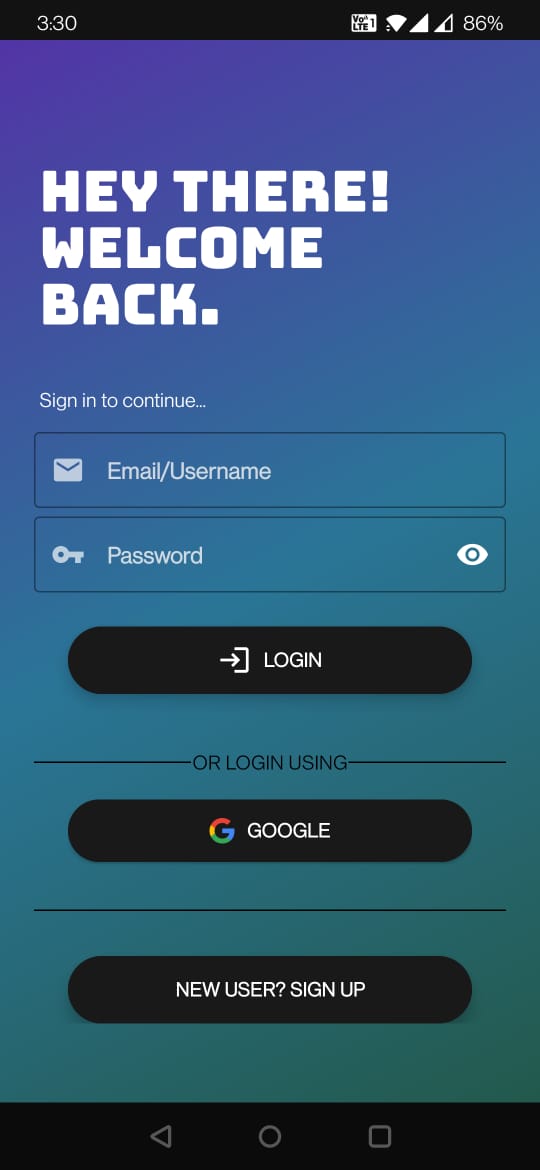 3:30
Vo LTE 1
86%
HEY THERE!
WELCOME
BACK.
Sign in to continue...
Email/Username
Password
LOGIN
OR LOGIN USING
GOOGLE
NEW USER? SIGN UP